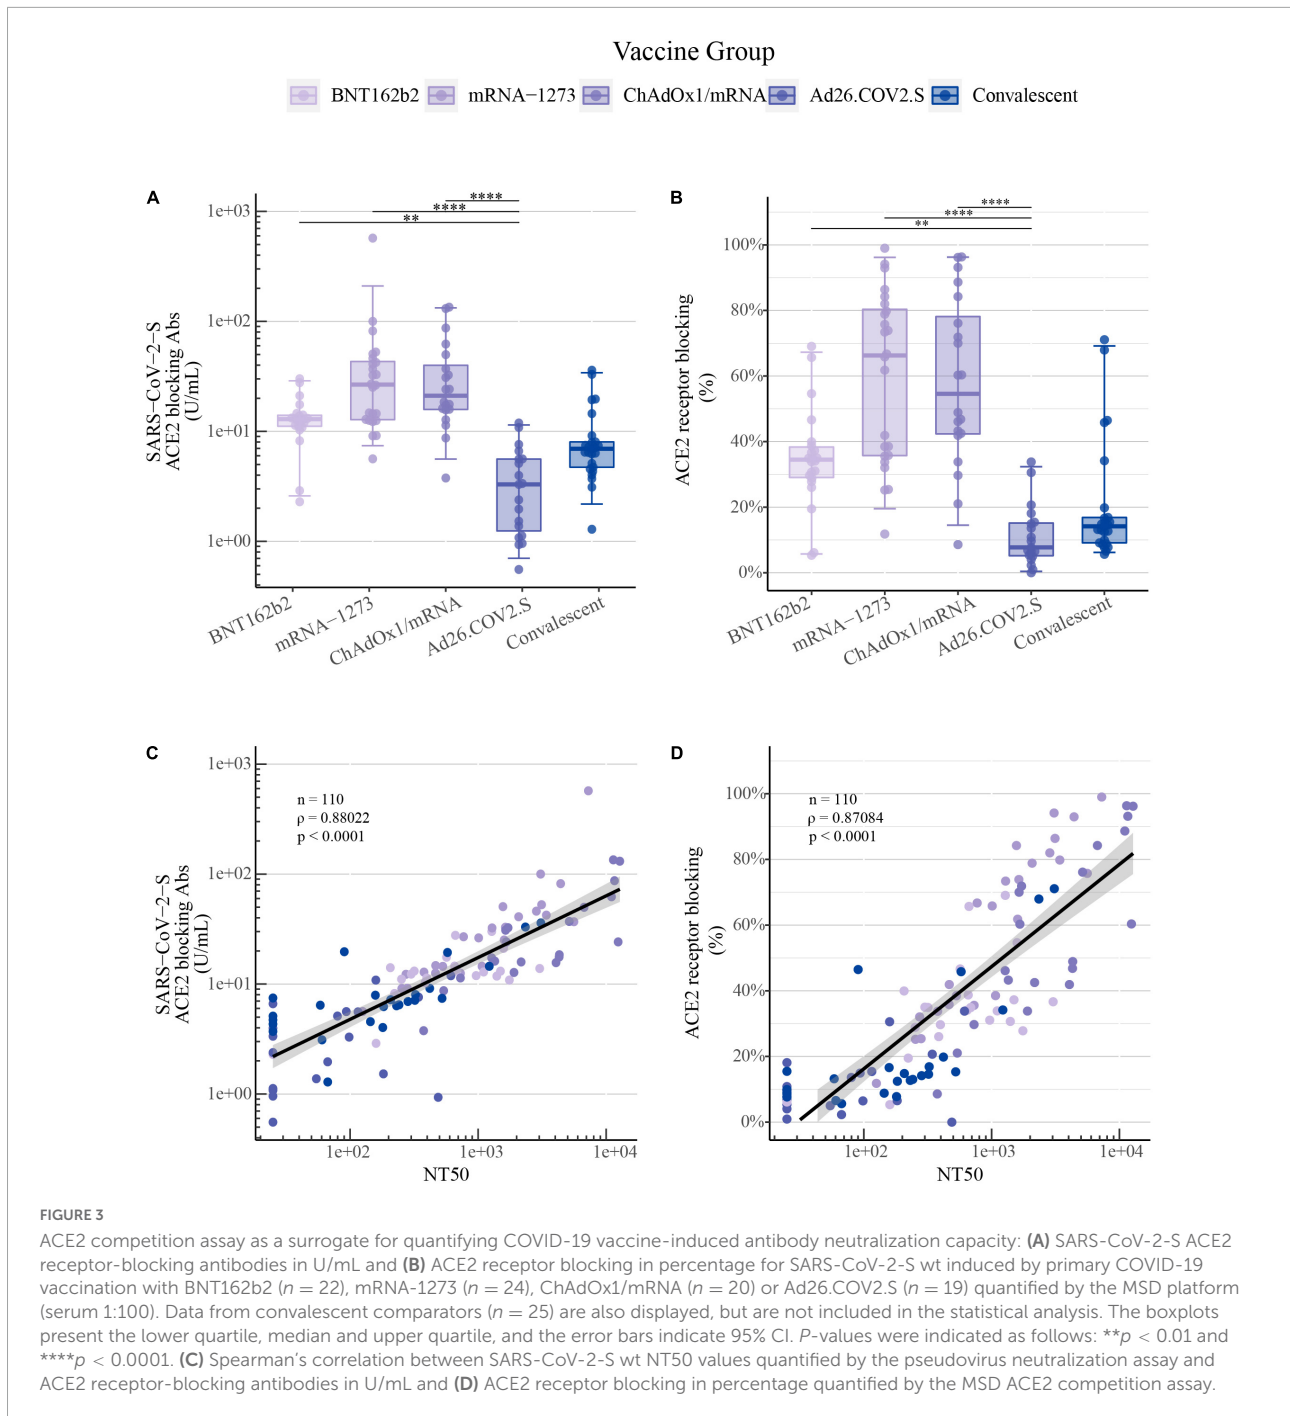 Vaccine Group
BNT162b2
mRNA−1273
ChAdOx1/mRNA
Ad26.COV2.S
Convalescent
A
SARS−CoV−2−S
ACE2 blocking Abs
(U/mL)
1e+03
1e+02
1e+01
1e+00
****
****
**
BNT162b2
mRNA−1273
ChAdOx1/mRNA
Ad26.COV2.S
Convalescent
B
ACE2 receptor blocking
(%)
100%
80%
60%
40%
20%
0%
****
****
**
BNT162b2
mRNA−1273
ChAdOx1/mRNA
Ad26.COV2.S
Convalescent
C
SARS−CoV−2−S
ACE2 blocking Abs
(U/mL)
1e+03
1e+02
1e+01
1e+00
n = 110
ρ = 0.88022
p < 0.0001
1e+02
1e+03
1e+04
NT50
D
ACE2 receptor blocking
(%)
100%
80%
60%
40%
20%
0%
n = 110
ρ = 0.87084
p < 0.0001
1e+02
1e+03
1e+04
NT50
FIGURE 3
ACE2 competition assay as a surrogate for quantifying COVID-19 vaccine-induced antibody neutralization capacity: (A) SARS-CoV-2-S ACE2
receptor-blocking antibodies in U/mL and (B) ACE2 receptor blocking in percentage for SARS-CoV-2-S wt induced by primary COVID-19
vaccination with BNT162b2 (n = 22), mRNA-1273 (n = 24), ChAdOx1/mRNA (n = 20) or Ad26.COV2.S (n = 19) quantified by the MSD platform
(serum 1:100). Data from convalescent comparators (n = 25) are also displayed, but are not included in the statistical analysis. The boxplots
present the lower quartile, median and upper quartile, and the error bars indicate 95% CI. P-values were indicated as follows: **p < 0.01 and
****p < 0.0001. (C) Spearman's correlation between SARS-CoV-2-S wt NT50 values quantified by the pseudovirus neutralization assay and
ACE2 receptor-blocking antibodies in U/mL and (D) ACE2 receptor blocking in percentage quantified by the MSD ACE2 competition assay.